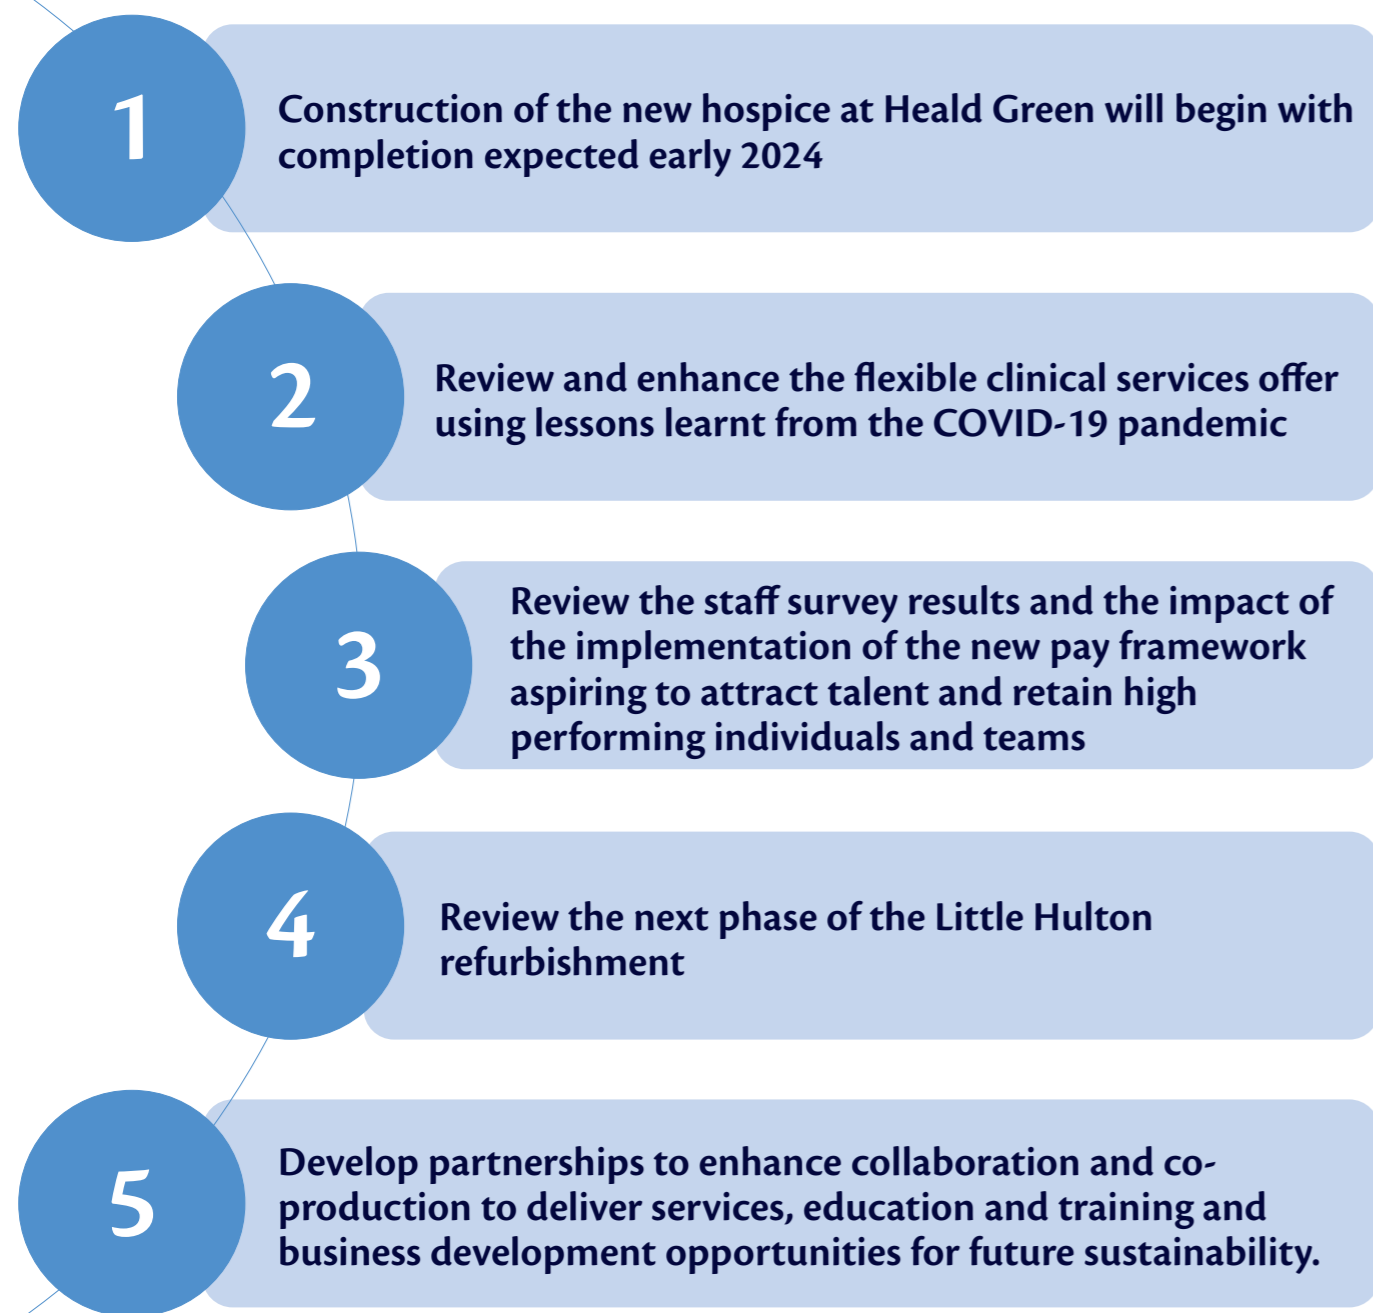 1
Construction of the new hospice at Heald Green will begin with
completion expected early 2024
2
Review and enhance the flexible clinical services offer
using lessons learnt from the COVID-19 pandemic
3
Review the staff survey results and the impact of
the implementation of the new pay framework
aspiring to attract talent and retain high
performing individuals and teams
4
Review the next phase of the Little Hulton
refurbishment
5
Develop partnerships to enhance collaboration and co-
production to deliver services, education and training and
business development opportunities for future sustainability.